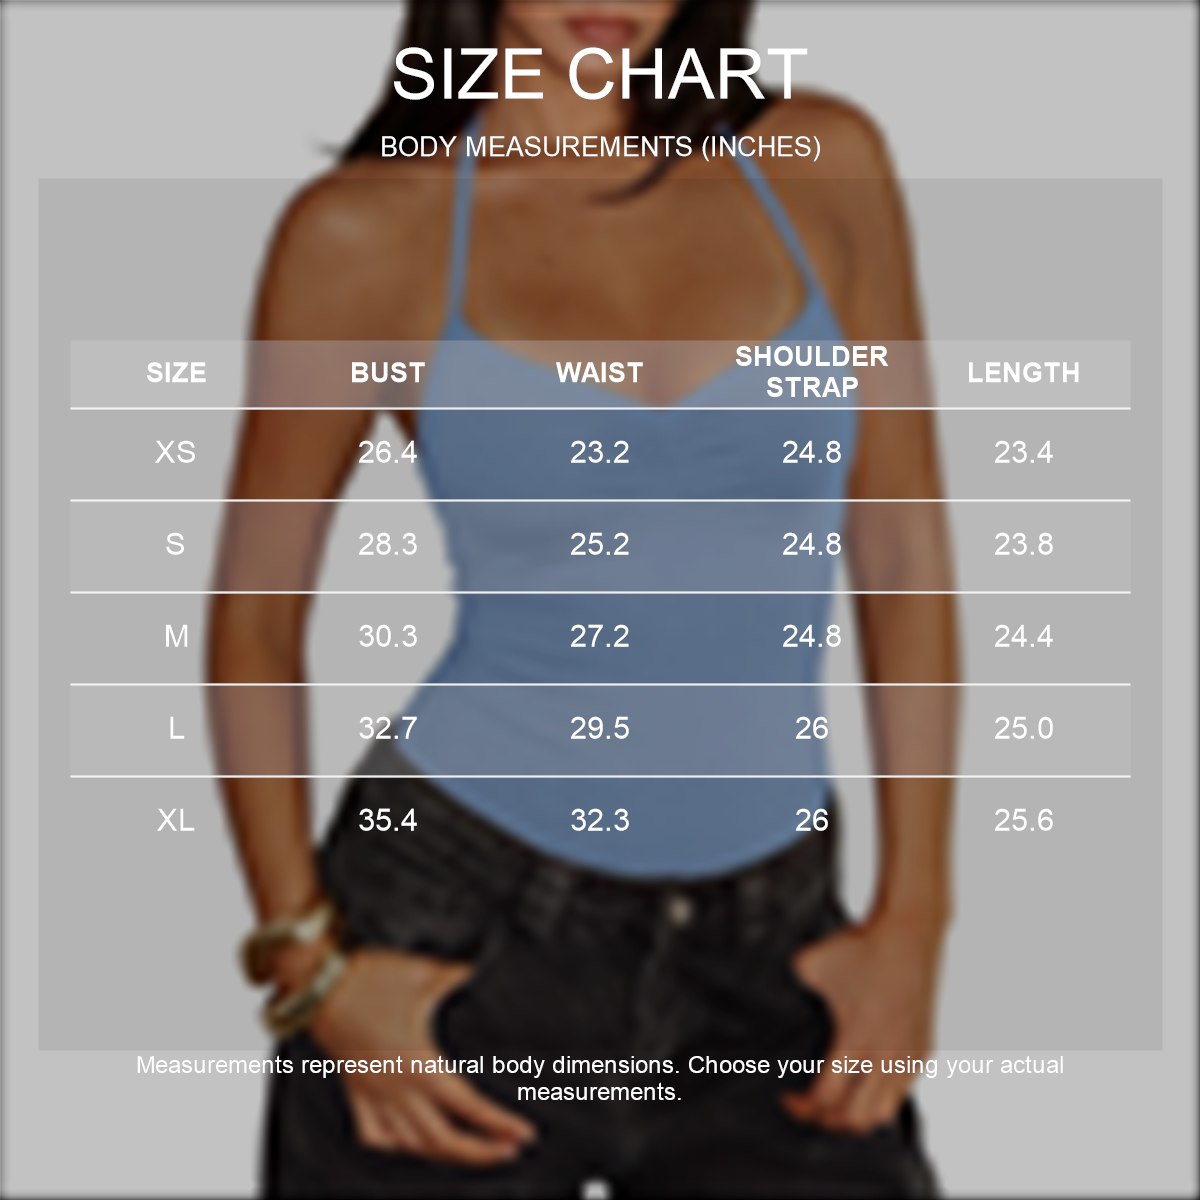 SIZE CHART
BODY MEASUREMENTS (INCHES)
SIZE BUST WAIST SHOULDER STRAP LENGTH
XS 26.4 23.2 24.8 23.4
S 28.3 25.2 24.8 23.8
M 30.3 27.2 24.8 24.4
L 32.7 29.5 26 25.0
XL 35.4 32.3 26 25.6
Measurements represent natural body dimensions. Choose your size using your actual
measurements.